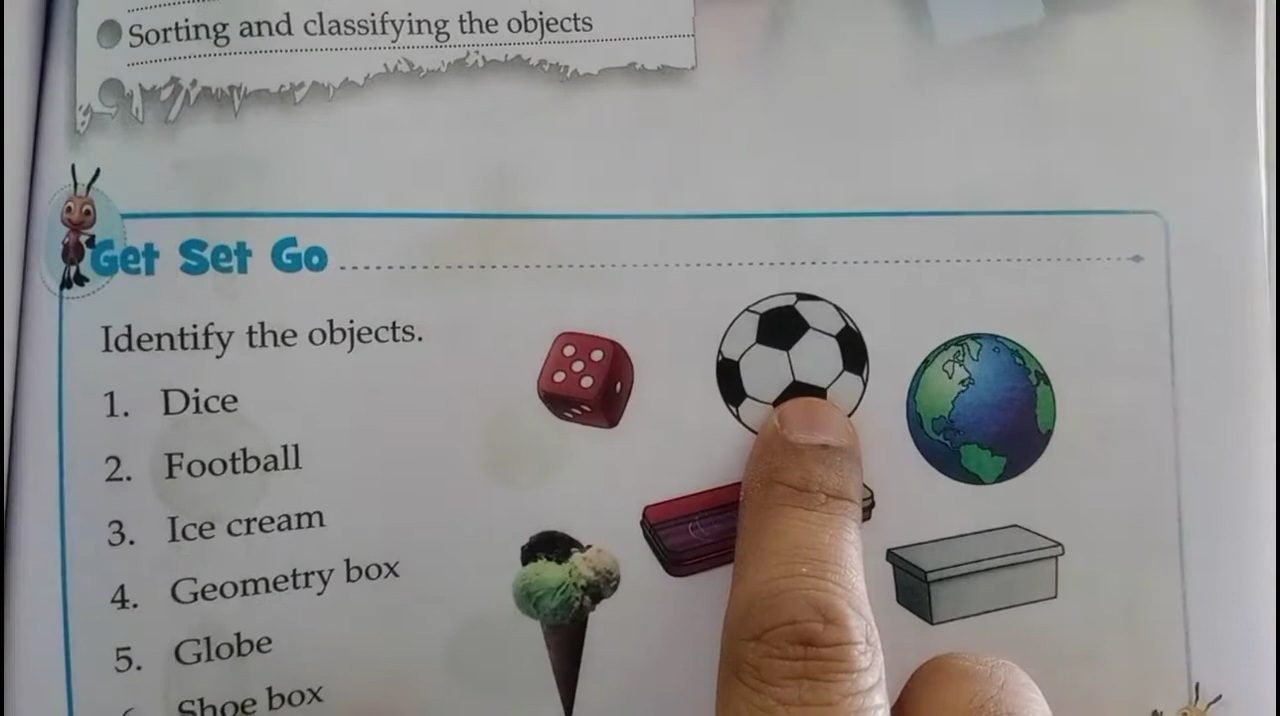 Sorting and classifying the objects
Get Set Go
Identify the objects.
1. Dice
2. Football
3. Ice cream
4. Geometry box
5. Globe
Shoe box